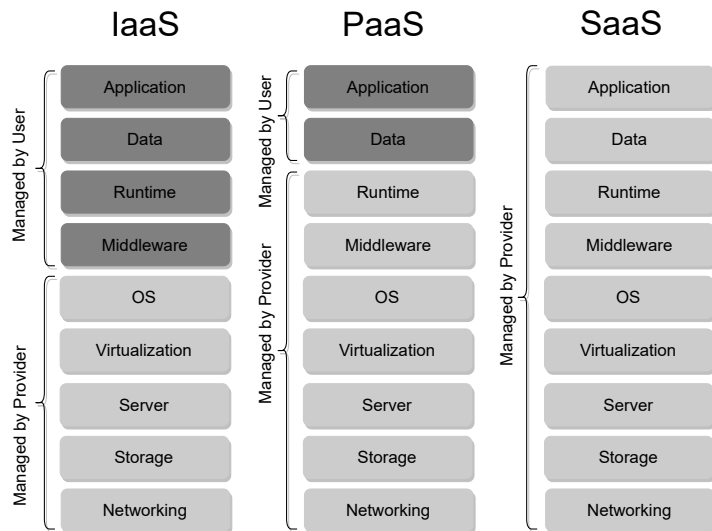 IaaS
Managed by User
Application
Data
Runtime
Middleware
Managed by Provider
OS
Virtualization
Server
Storage
Networking
PaaS
Managed by User
Application
Data
Managed by Provider
Runtime
Middleware
OS
Virtualization
Server
Storage
Networking
SaaS
Managed by Provider
Application
Data
Runtime
Middleware
OS
Virtualization
Server
Storage
Networking